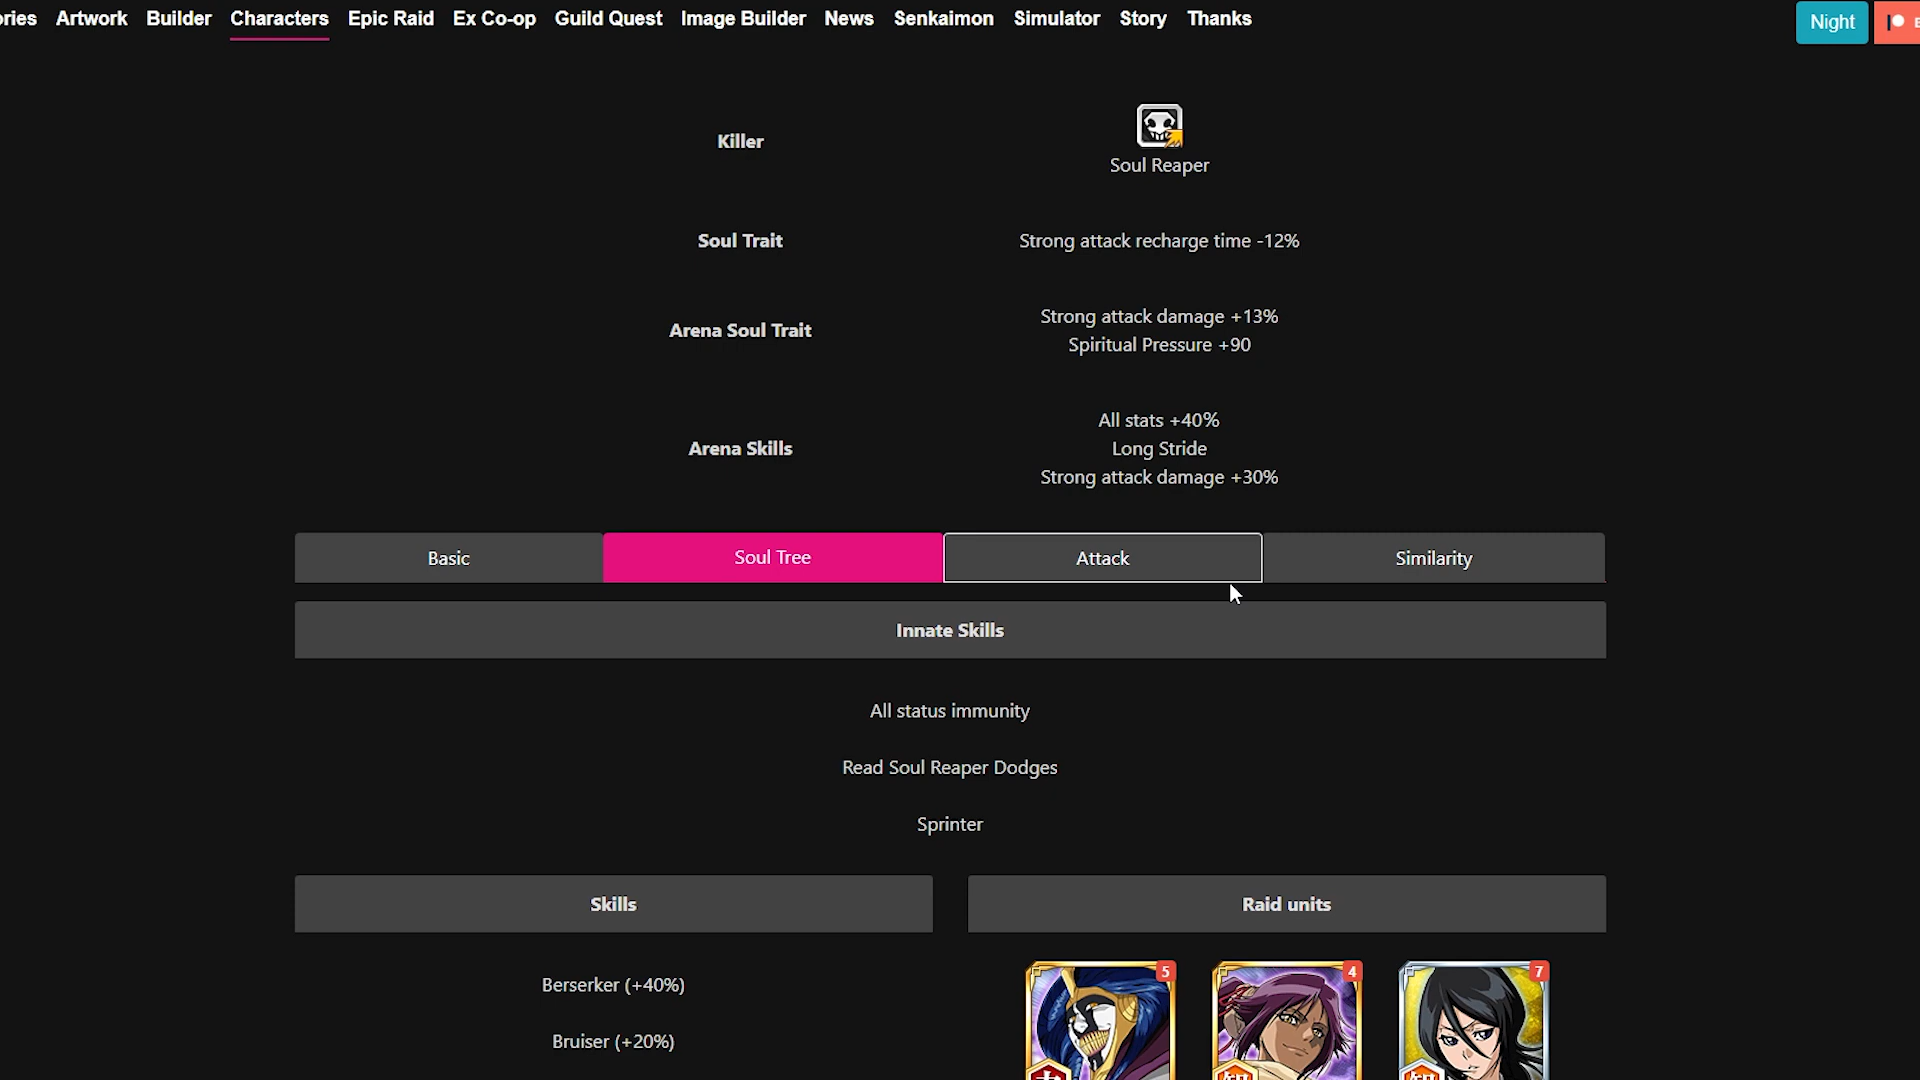 ories Artwork Builder Characters Epic Raid Ex Co-op Guild Quest Image Builder News Senkaimon Simulator Story Thanks Night
Killer
Soul Reaper
Soul Trait
Strong attack recharge time -12%
Arena Soul Trait
Strong attack damage +13%
Spiritual Pressure +90
Arena Skills
All stats +40%
Long Stride
Strong attack damage +30%
Basic Soul Tree Attack Similarity
Innate Skills
All status immunity
Read Soul Reaper Dodges
Sprinter
Skills
Raid units
Berserker (+40%)
Bruiser (+20%)
5 4 7